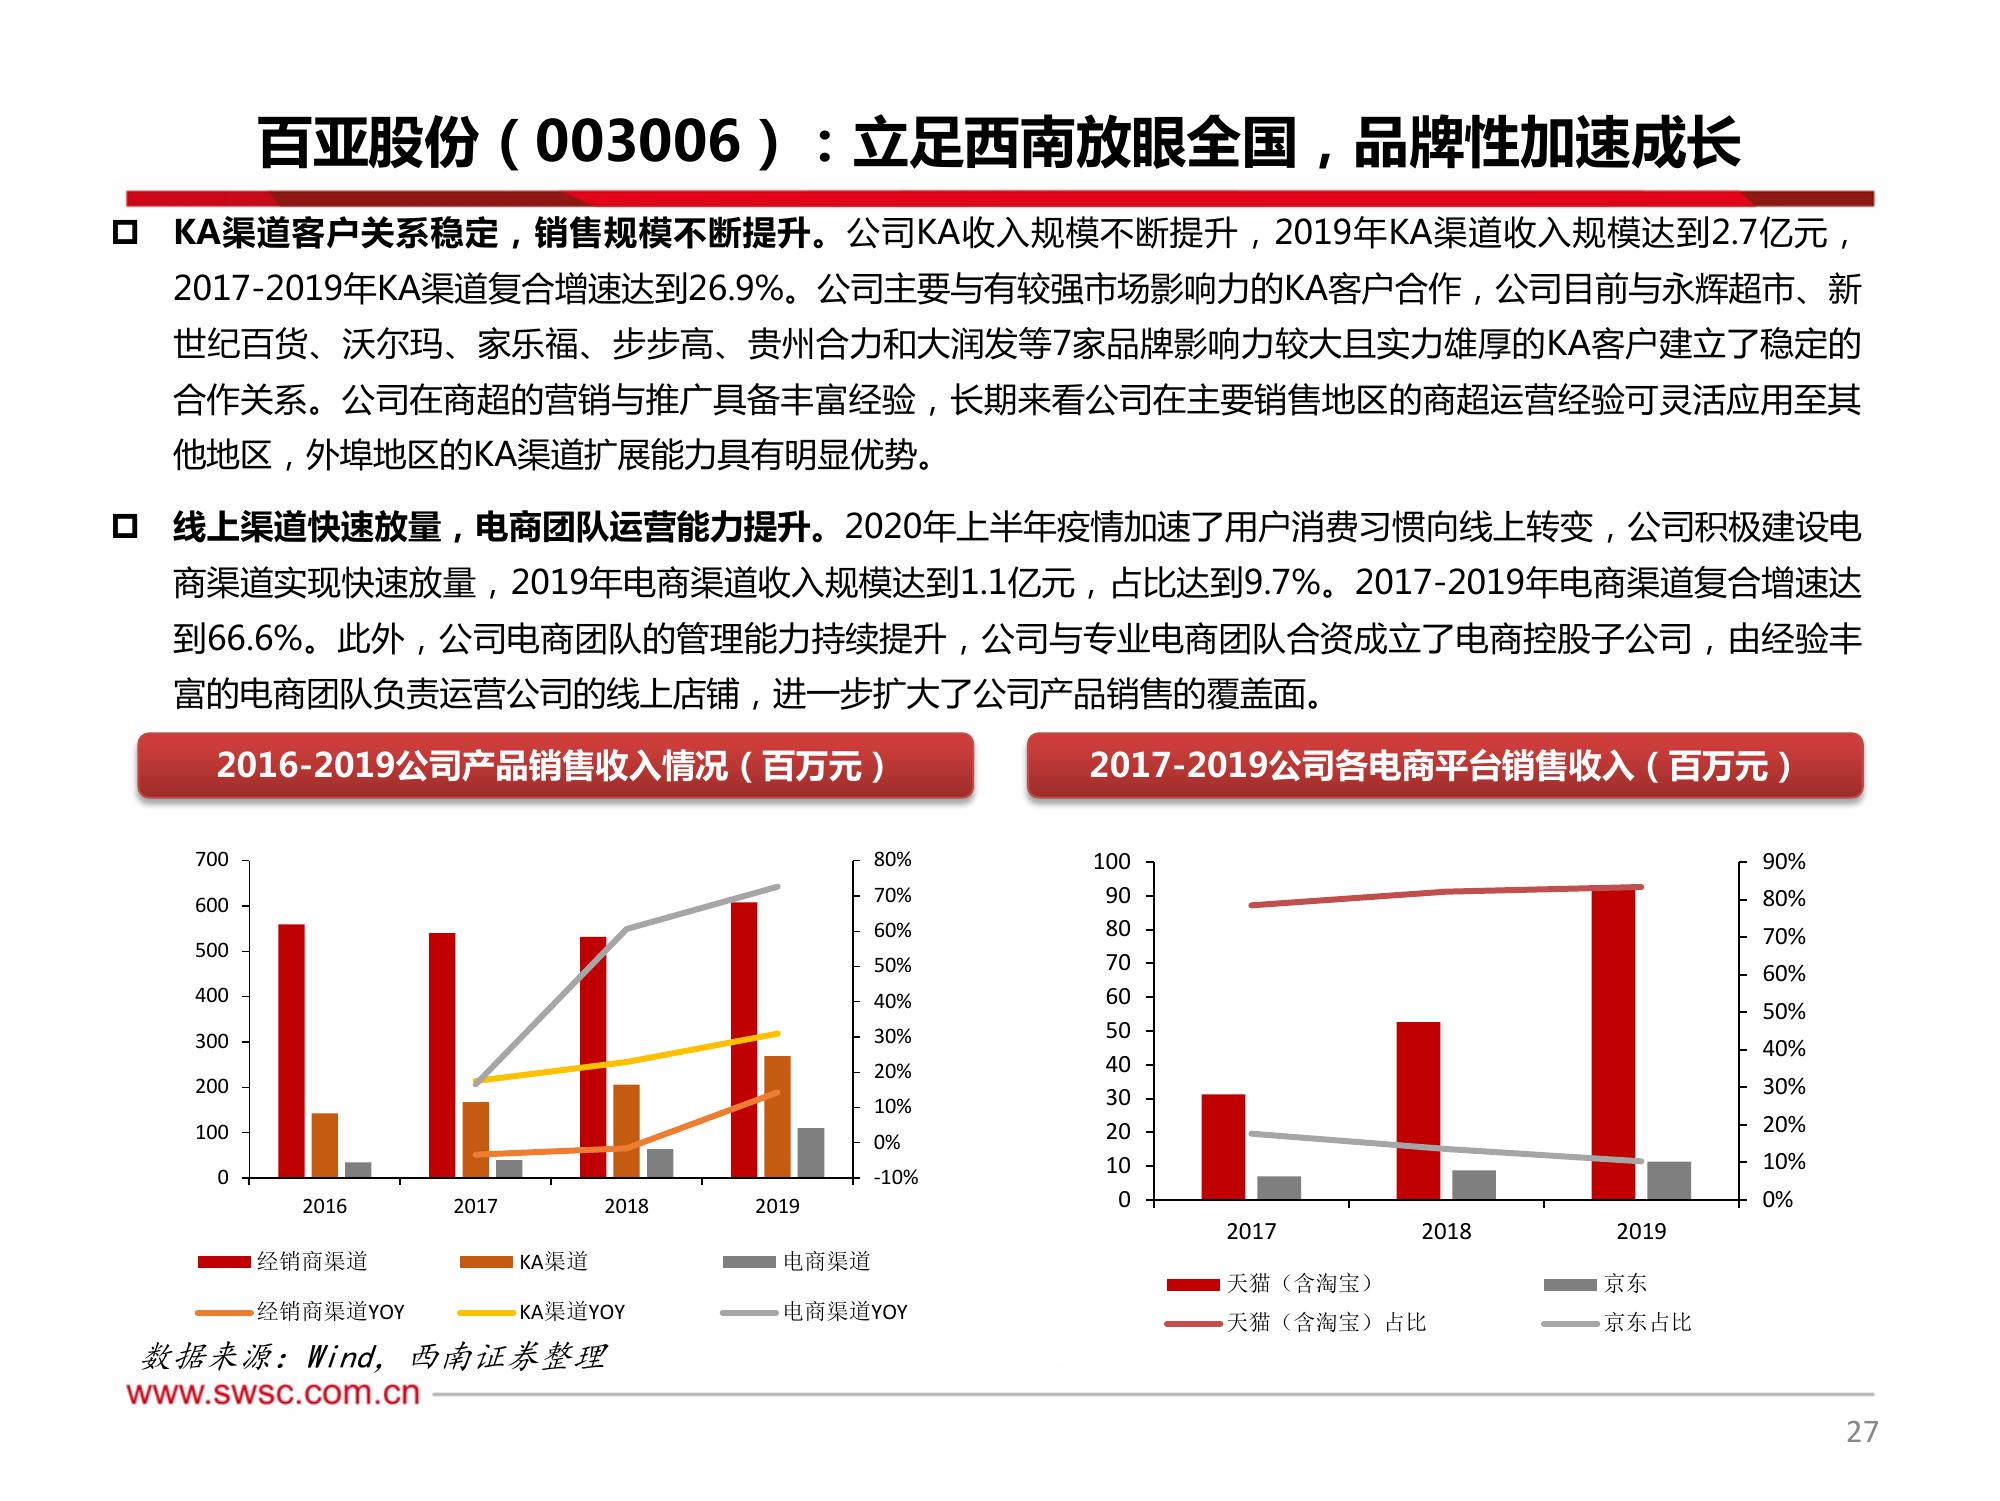 百亚股份（003006）：立足西南放眼全国，品牌性加速成长
KA渠道客户关系稳定，销售规模不断提升。公司KA收入规模不断提升，2019年KA渠道收入规模达到2.7亿元，
2017-2019年KA渠道复合增速达到26.9%。公司主要与有较强市场影响力的KA客户合作，公司目前与永辉超市、新
世纪百货、沃尔玛、家乐福、步步高、贵州合力和大润发等7家品牌影响力较大且实力雄厚的KA客户建立了稳定的
合作关系。公司在商超的营销与推广具备丰富经验，长期来看公司在主要销售地区的商超运营经验可灵活应用至其
他地区，外埠地区的KA渠道扩展能力具有明显优势。
线上渠道快速放量，电商团队运营能力提升。2020年上半年疫情加速了用户消费习惯向线上转变，公司积极建设电
商渠道实现快速放量，2019年电商渠道收入规模达到1.1亿元，占比达到9.7%。2017-2019年电商渠道复合增速达
到66.6%。此外，公司电商团队的管理能力持续提升，公司与专业电商团队合资成立了电商控股子公司，由经验丰
富的电商团队负责运营公司的线上店铺，进一步扩大了公司产品销售的覆盖面。
2016-2019公司产品销售收入情况（百万元）
700
600
500
400
300
200
100
0
80%
70%
60%
50%
40%
30%
20%
10%
0%
-10%
2016 2017 2018 2019
经销商渠道 KA渠道 电商渠道
经销商渠道YOY KA渠道YOY 电商渠道YOY
2017-2019公司各电商平台销售收入（百万元）
100
90
80
70
60
50
40
30
20
10
0
90%
80%
70%
60%
50%
40%
30%
20%
10%
0%
2017 2018 2019
天猫（含淘宝） 京东
天猫（含淘宝）占比 京东占比
数据来源：Wind，西南证券整理
www.swsc.com.cn
27